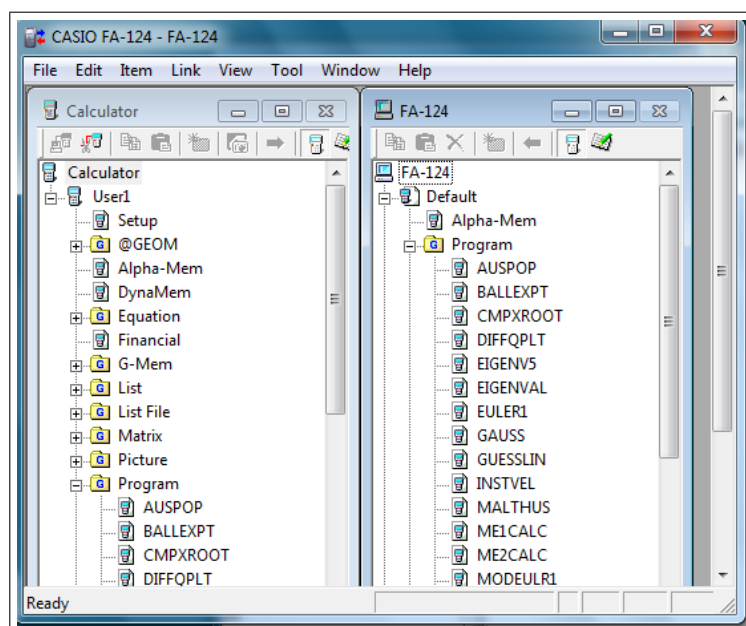 CASIO FA-124 - FA-124
File Edit Item Link View Tool Window Help
Calculator
Calculator
User1
Setup
G @GEOM
Alpha-Mem
DynaMem
G Equation
Financial
G G-Mem
G List
G List File
G Matrix
G Picture
G Program
AUSPOP
BALLEXPT
CMPXROOT
DIFFQPLT
FA-124
FA-124
Default
Alpha-Mem
G Program
AUSPOP
BALLEXPT
CMPXROOT
DIFFQPLT
EIGENV5
EIGENVAL
EULER1
GAUSS
GUESSLIN
INSTVEL
MALTHUS
ME1CALC
ME2CALC
MODEULR1
Ready